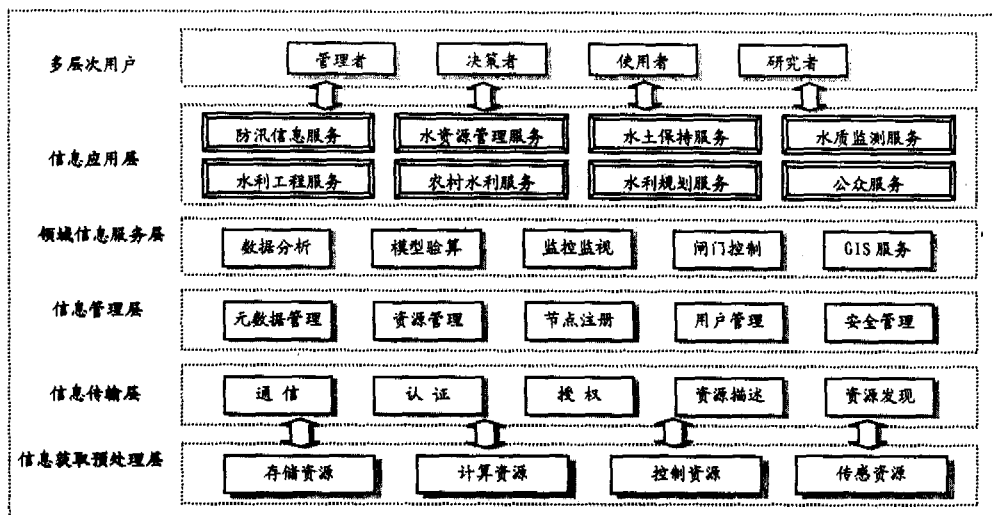 多层次用户
管理者 决策者 使用者 研究者
信息应用层
防汛信息服务 水资源管理服务 水土保持服务 水质监测服务
水利工程服务 农村水利服务 水利规划服务 公众服务
领域信息服务层
数据分析 模型验算 监控监视 闸门控制 GIS服务
信息管理层
元数据管理 资源管理 节点注册 用户管理 安全管理
信息传输层
通信 认证 授权 资源描述 资源发现
信息获取预处理层
存储资源 计算资源 控制资源 传感资源